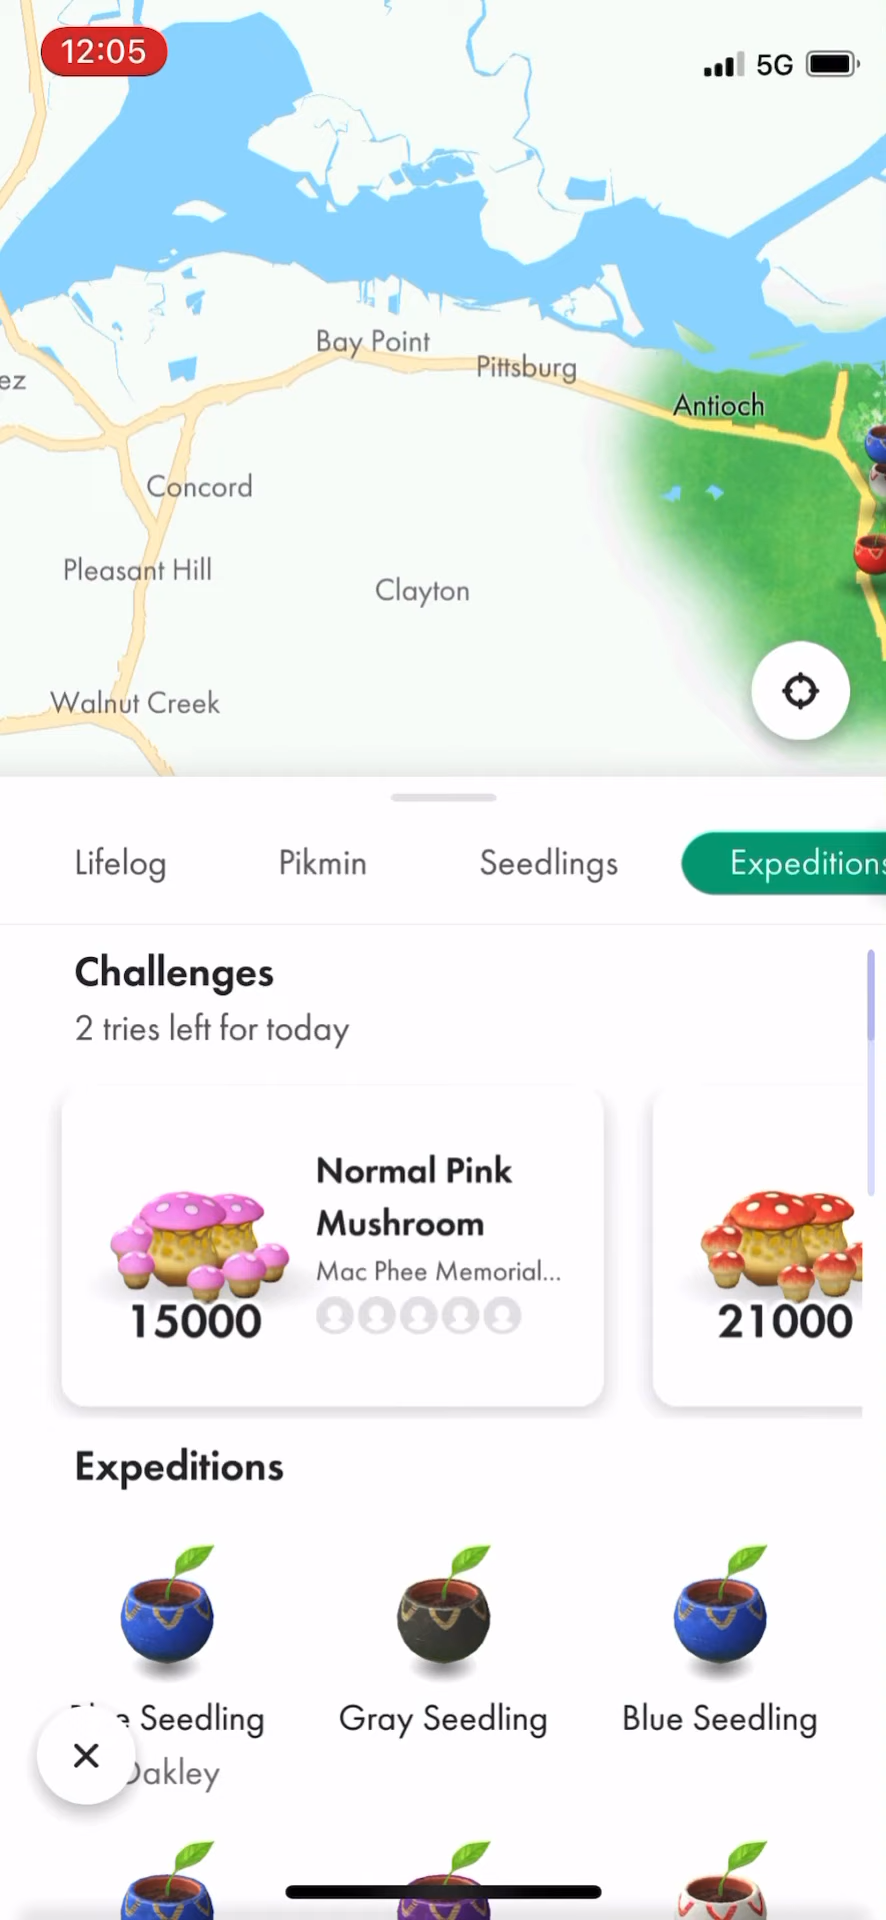 12:05
5G
Bay Point
Pittsburg
ez
Antioch
Concord
Pleasant Hill
Clayton
Walnut Creek
Lifelog Pikmin Seedlings Expeditions
Challenges
2 tries left for today
Normal Pink
Mushroom
Mac Phee Memorial...
15000
21000
Expeditions
Seedling Gray Seedling Blue Seedling
Oakley